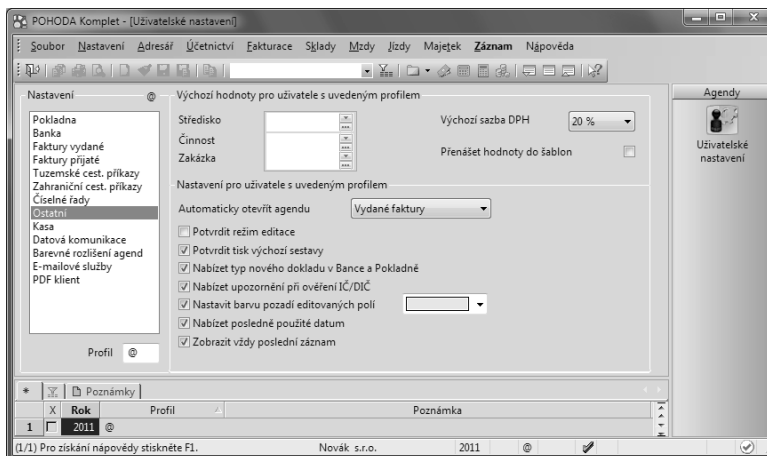 POHODA Komplet - [Uživatelské nastavení]
Soubor Nastavení Adresář Účetnictví Fakturace Sklady Mzdy Jízdy Majetek Záznam Nápověda
Nastavení @
Pokladna
Banka
Faktury vydané
Faktury přijaté
Tuzemské cest. příkazy
Zahraniční cest. příkazy
Číselné řady
Ostatní
Kasa
Datová komunikace
Barevné rozlišení agend
E-mailové služby
PDF klient
Profil @
Výchozí hodnoty pro uživatele s uvedeným profilem
Středisko
Činnost
Zakázka
Výchozí sazba DPH 20 %
Přenášet hodnoty do šablon
Nastavení pro uživatele s uvedeným profilem
Automaticky otevřít agendu Vydané faktury
Potvrdit režim editace
Potvrdit tisk výchozí sestavy
Nabízet typ nového dokladu v Bance a Pokladně
Nabízet upozornění při ověření IČ/DIČ
Nastavit barvu pozadí editovaných polí
Nabízet posledně použité datum
Zobrazit vždy poslední záznam
Agendy
Uživatelské
nastavení
* Poznámky
X Rok Profil Poznámka
1 2011 @
(1/1) Pro získání nápovědy stiskněte F1. Novák s.r.o. 2011 @